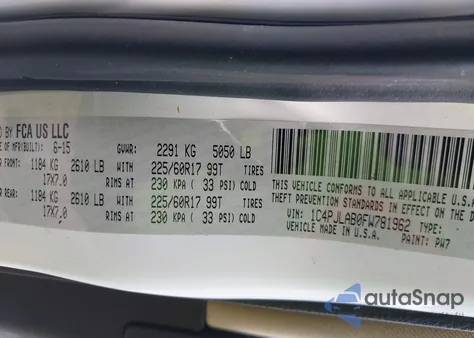 D BY FCA US LLC
E OF MFR(BUILT): 6-15 GVWR: 2291 KG 5050 LB
FRONT: 1184 KG 2610 LB WITH 225/60R17 99T TIRES
17X7.0 RIMS AT 230 KPA ( 33 PSI) COLD
REAR: 1184 KG 2610 LB WITH 225/60R17 99T TIRES
17X7.0 RIMS AT 230 KPA ( 33 PSI) COLD
THIS VEHICLE CONFORMS TO ALL APPLICABLE U.S.
THEFT PREVENTION STANDARDS IN EFFECT ON THE DA
VIN: 1C4PJLAB0FW781962 TYPE:
VEHICLE MADE IN U.S.A. PAINT: PW7
autoSnap